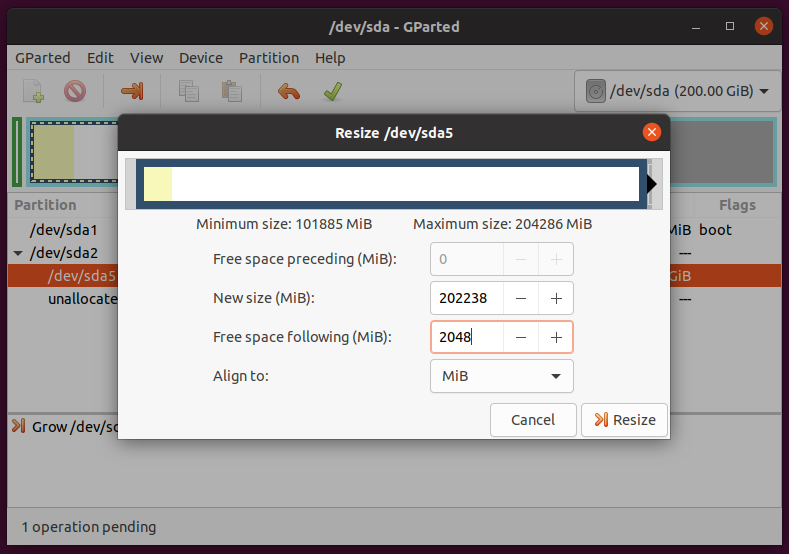 /dev/sda - GParted
GParted Edit View Device Partition Help
/dev/sda (200.00 GiB)
Resize /dev/sda5
Minimum size: 101885 MiB Maximum size: 204286 MiB
Partition Flags
/dev/sda1 MiB boot
Free space preceding (MiB): 0
/dev/sda2 ---
/dev/sda5 GiB
New size (MiB): 202238
unallocate ---
Free space following (MiB): 2048
Align to: MiB
Cancel Resize
Grow /dev/sd
1 operation pending